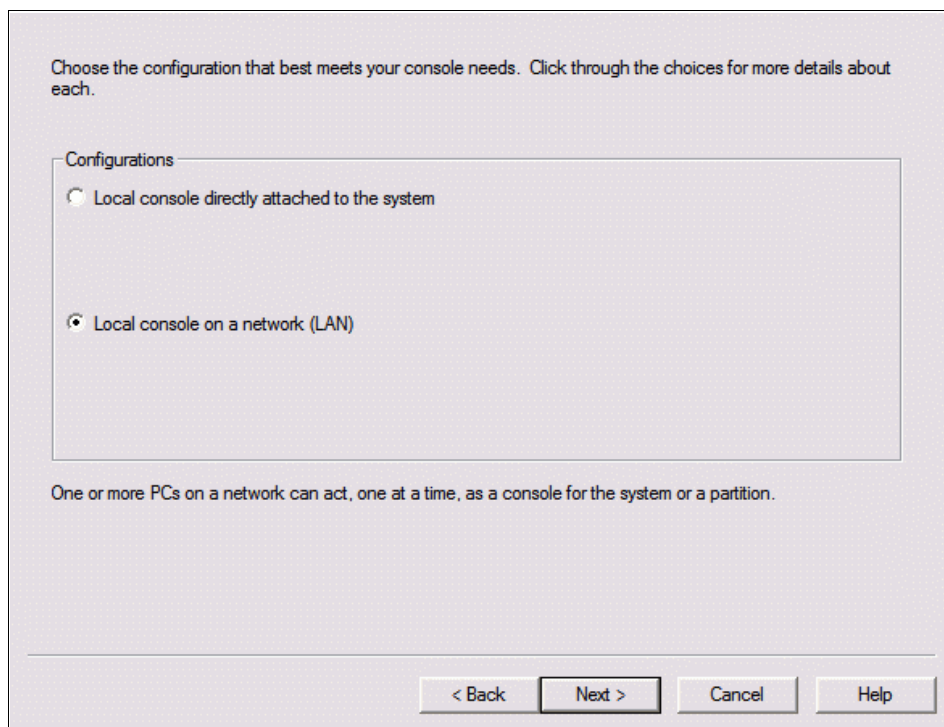 Choose the configuration that best meets your console needs.  Click through the choices for more details about
each.
Configurations
Local console directly attached to the system
Local console on a network (LAN)
One or more PCs on a network can act, one at a time, as a console for the system or a partition.
< Back
Next >
Cancel
Help